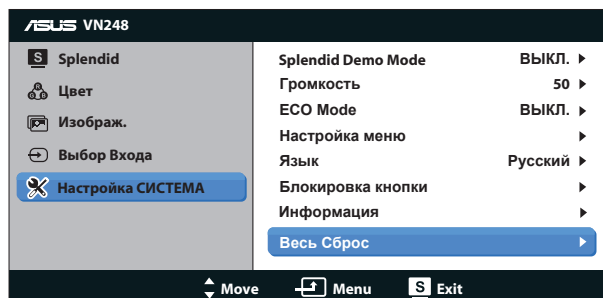 ASUS VN248
S Splendid
Цвет
Изображ.
Выбор Входа
Настройка СИСТЕМА
Splendid Demo Mode ВЫКЛ.
Громкость 50
ECO Mode ВЫКЛ.
Настройка меню
Язык Русский
Блокировка кнопки
Информация
Весь Сброс
Move Menu S Exit